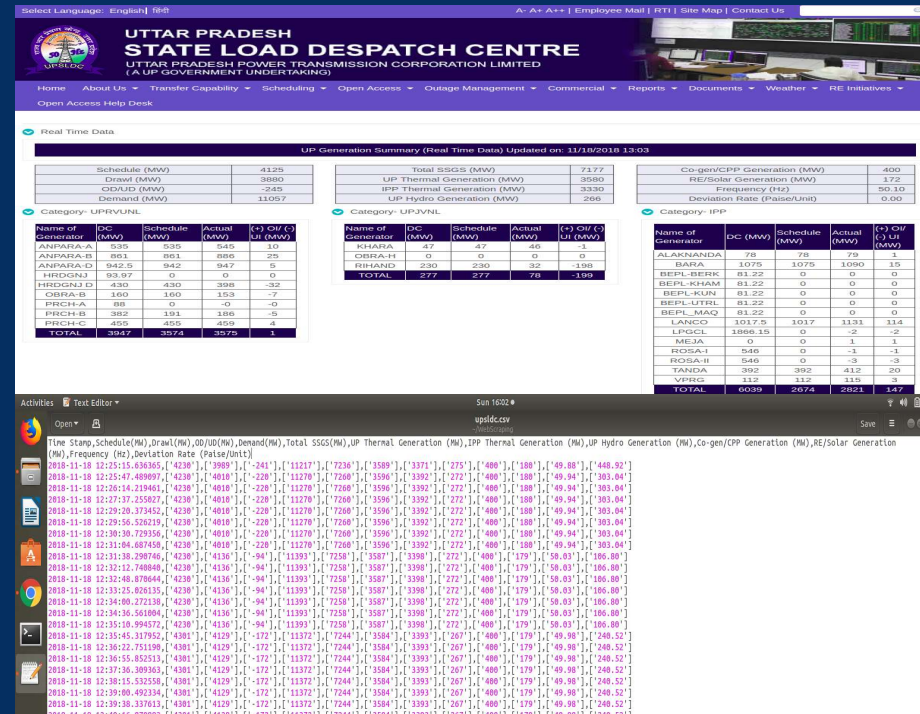 Select Language: English| हिंदी A- A+ A++ | Employee Mail | RTI | Site Map | Contact Us
UPSLDC
UTTAR PRADESH
STATE LOAD DESPATCH CENTRE
UTTAR PRADESH POWER TRANSMISSION CORPORATION LIMITED
(A UP GOVERNMENT UNDERTAKING)
Home About Us Transfer Capability Scheduling Open Access Outage Management Commercial Reports Documents Weather RE Initiatives
Open Access Help Desk
Real Time Data
UP Generation Summary (Real Time Data) Updated on: 11/18/2018 13:03
Schedule (MW) 4125 Total SSGS (MW) 7177 Co-gen/CPP Generation (MW) 400
Drawl (MW) 3880 UP Thermal Generation (MW) 3580 RE/Solar Generation (MW) 172
OD/UD (MW) -245 IPP Thermal Generation (MW) 3330 Frequency (Hz) 50.10
Demand (MW) 11057 UP Hydro Generation (MW) 266 Deviation Rate (Paise/Unit) 0.00
Category- UPRVUNL
Name of Generator DC (MW) Schedule (MW) Actual (MW) (+) OI/ (-) UI (MW)
ANPARA-A 535 535 545 10
ANPARA-B 861 861 886 25
ANPARA-D 942.5 942 947 5
HRDGNJ 93.97 0 0 0
HRDGNJ D 430 430 398 -32
OBRA-B 160 160 153 -7
PRCH-A 88 0 -0 -0
PRCH-B 382 191 186 -5
PRCH-C 455 455 459 4
TOTAL 3947 3574 3575 1
Category- UPJVNL
Name of Generator DC (MW) Schedule (MW) Actual (MW) (+) OI/ (-) UI (MW)
KHARA 47 47 46 -1
OBRA-H 0 0 0 0
RIHAND 230 230 32 -198
TOTAL 277 277 78 -199
Category- IPP
Name of Generator DC (MW) Schedule (MW) Actual (MW) (+) OI/ (-) UI (MW)
ALAKNANDA 78 78 79 1
BARA 1075 1075 1090 15
BEPL-BERK 81.22 0 0 0
BEPL-KHAM 81.22 0 0 0
BEPL-KUN 81.22 0 0 0
BEPL-UTRL 81.22 0 0 0
BEPL_MAQ 81.22 0 0 0
LANCO 1017.5 1017 1131 114
LPGCL 1866.15 0 -2 -2
MEJA 0 0 1 1
ROSA-I 546 0 -1 -1
ROSA-II 546 0 -3 -3
TANDA 392 392 412 20
VPRG 112 112 115 3
TOTAL 6039 2674 2821 147
Activities Text Editor Sun 16:02
Open upsldc.csv Save
~/WebScraping
Time Stamp,Schedule(MW),Drawl(MW),OD/UD(MW),Demand(MW),Total SSGS(MW),UP Thermal Generation (MW),IPP Thermal Generation (MW),UP Hydro Generation (MW),Co-gen/CPP Generation (MW),RE/Solar Generation
(MW),Frequency (Hz),Deviation Rate (Paise/Unit)
2018-11-18 12:25:15.636365,['4230'],['3989'],['-241'],['11217'],['7236'],['3589'],['3371'],['275'],['400'],['180'],['49.88'],['448.92']
2018-11-18 12:25:47.489097,['4230'],['4010'],['-220'],['11270'],['7260'],['3596'],['3392'],['272'],['400'],['180'],['49.94'],['303.04']
2018-11-18 12:26:14.219461,['4230'],['4010'],['-220'],['11270'],['7260'],['3596'],['3392'],['272'],['400'],['180'],['49.94'],['303.04']
2018-11-18 12:27:37.255027,['4230'],['4010'],['-220'],['11270'],['7260'],['3596'],['3392'],['272'],['400'],['180'],['49.94'],['303.04']
2018-11-18 12:29:20.373452,['4230'],['4010'],['-220'],['11270'],['7260'],['3596'],['3392'],['272'],['400'],['180'],['49.94'],['303.04']
2018-11-18 12:29:56.526219,['4230'],['4010'],['-220'],['11270'],['7260'],['3596'],['3392'],['272'],['400'],['180'],['49.94'],['303.04']
2018-11-18 12:30:30.729356,['4230'],['4010'],['-220'],['11270'],['7260'],['3596'],['3392'],['272'],['400'],['180'],['49.94'],['303.04']
2018-11-18 12:31:04.687450,['4230'],['4010'],['-220'],['11270'],['7260'],['3596'],['3392'],['272'],['400'],['180'],['49.94'],['303.04']
2018-11-18 12:31:38.290746,['4230'],['4136'],['-94'],['11393'],['7258'],['3587'],['3398'],['272'],['400'],['179'],['50.03'],['106.80']
2018-11-18 12:32:12.740840,['4230'],['4136'],['-94'],['11393'],['7258'],['3587'],['3398'],['272'],['400'],['179'],['50.03'],['106.80']
2018-11-18 12:32:48.870644,['4230'],['4136'],['-94'],['11393'],['7258'],['3587'],['3398'],['272'],['400'],['179'],['50.03'],['106.80']
2018-11-18 12:33:25.026135,['4230'],['4136'],['-94'],['11393'],['7258'],['3587'],['3398'],['272'],['400'],['179'],['50.03'],['106.80']
2018-11-18 12:34:00.272138,['4230'],['4136'],['-94'],['11393'],['7258'],['3587'],['3398'],['272'],['400'],['179'],['50.03'],['106.80']
2018-11-18 12:34:36.561004,['4230'],['4136'],['-94'],['11393'],['7258'],['3587'],['3398'],['272'],['400'],['179'],['50.03'],['106.80']
2018-11-18 12:35:10.994572,['4230'],['4136'],['-94'],['11393'],['7258'],['3587'],['3398'],['272'],['400'],['179'],['50.03'],['106.80']
2018-11-18 12:35:45.317952,['4301'],['4129'],['-172'],['11372'],['7244'],['3584'],['3393'],['267'],['400'],['179'],['49.98'],['240.52']
2018-11-18 12:36:22.751190,['4301'],['4129'],['-172'],['11372'],['7244'],['3584'],['3393'],['267'],['400'],['179'],['49.98'],['240.52']
2018-11-18 12:36:55.852513,['4301'],['4129'],['-172'],['11372'],['7244'],['3584'],['3393'],['267'],['400'],['179'],['49.98'],['240.52']
2018-11-18 12:37:36.309363,['4301'],['4129'],['-172'],['11372'],['7244'],['3584'],['3393'],['267'],['400'],['179'],['49.98'],['240.52']
2018-11-18 12:38:15.532558,['4301'],['4129'],['-172'],['11372'],['7244'],['3584'],['3393'],['267'],['400'],['179'],['49.98'],['240.52']
2018-11-18 12:39:00.492334,['4301'],['4129'],['-172'],['11372'],['7244'],['3584'],['3393'],['267'],['400'],['179'],['49.98'],['240.52']
2018-11-18 12:39:38.337613,['4301'],['4129'],['-172'],['11372'],['7244'],['3584'],['3393'],['267'],['400'],['179'],['49.98'],['240.52']